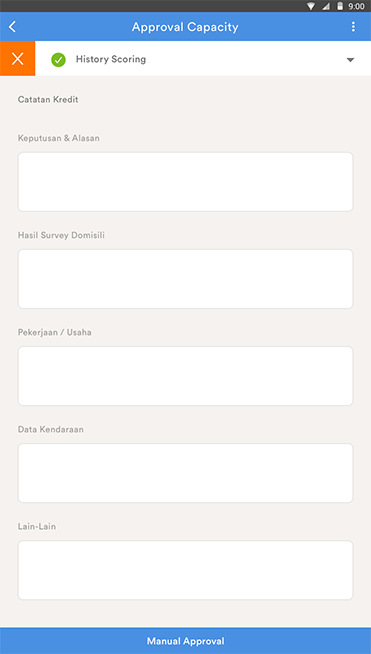 9:00
Approval Capacity
History Scoring
Catatan Kredit
Keputusan & Alasan
Hasil Survey Domisili
Pekerjaan / Usaha
Data Kendaraan
Lain-Lain
Manual Approval